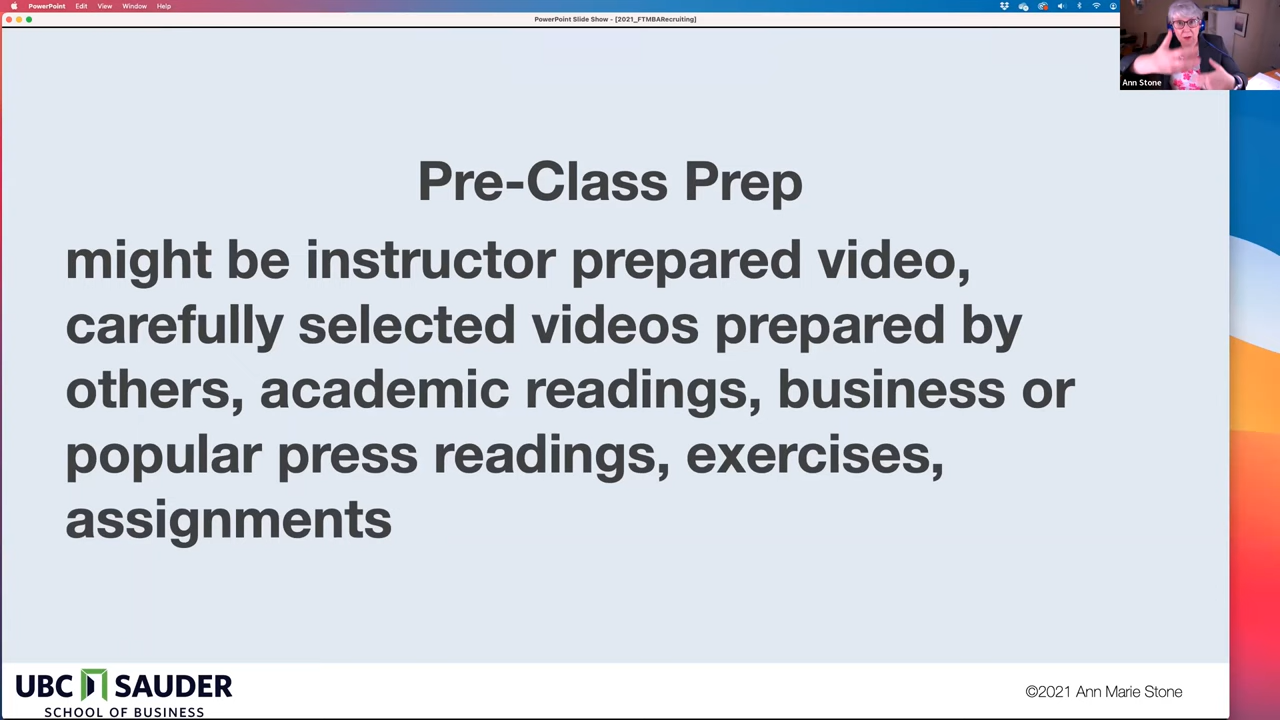 PowerPoint Edit View Window Help
PowerPoint Slide Show - [2021_FTMBARecruiting]
Ann Stone
Pre-Class Prep
might be instructor prepared video,
carefully selected videos prepared by
others, academic readings, business or
popular press readings, exercises,
assignments
UBC SAUDER
SCHOOL OF BUSINESS
©2021 Ann Marie Stone